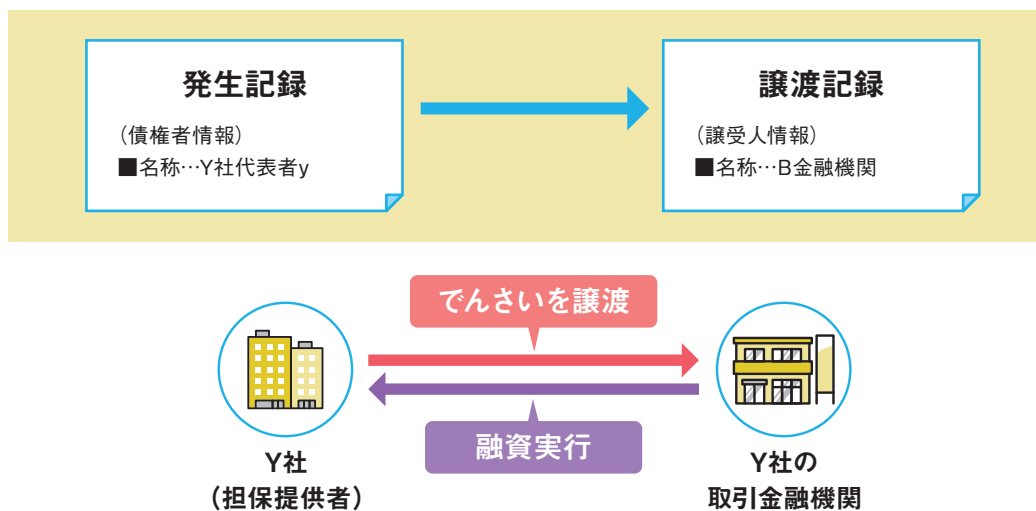 発生記録
（債権者情報）
■名称…Y社代表者y
譲渡記録
（譲受人情報）
■名称…B金融機関
でんさいを譲渡
融資実行
Y社
（担保提供者）
Y社の
取引金融機関